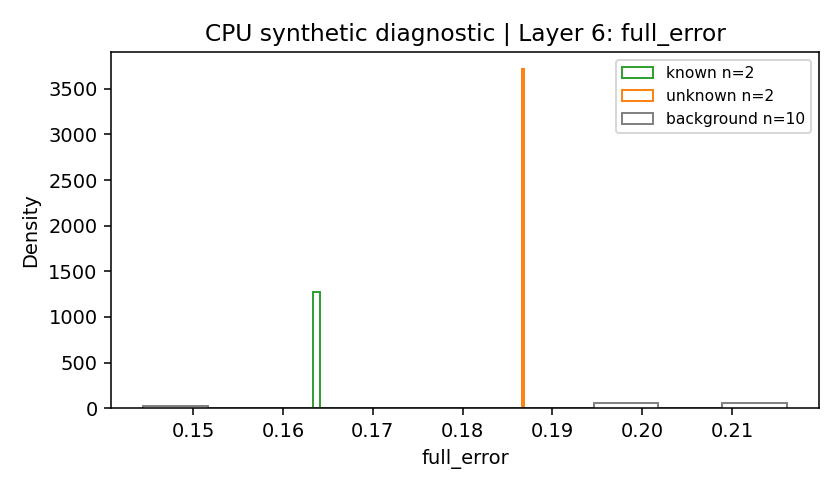 CPU synthetic diagnostic | Layer 6: full_error
known n=2
unknown n=2
background n=10
Density
3500
3000
2500
2000
1500
1000
500
0
0.15 0.16 0.17 0.18 0.19 0.20 0.21
full_error